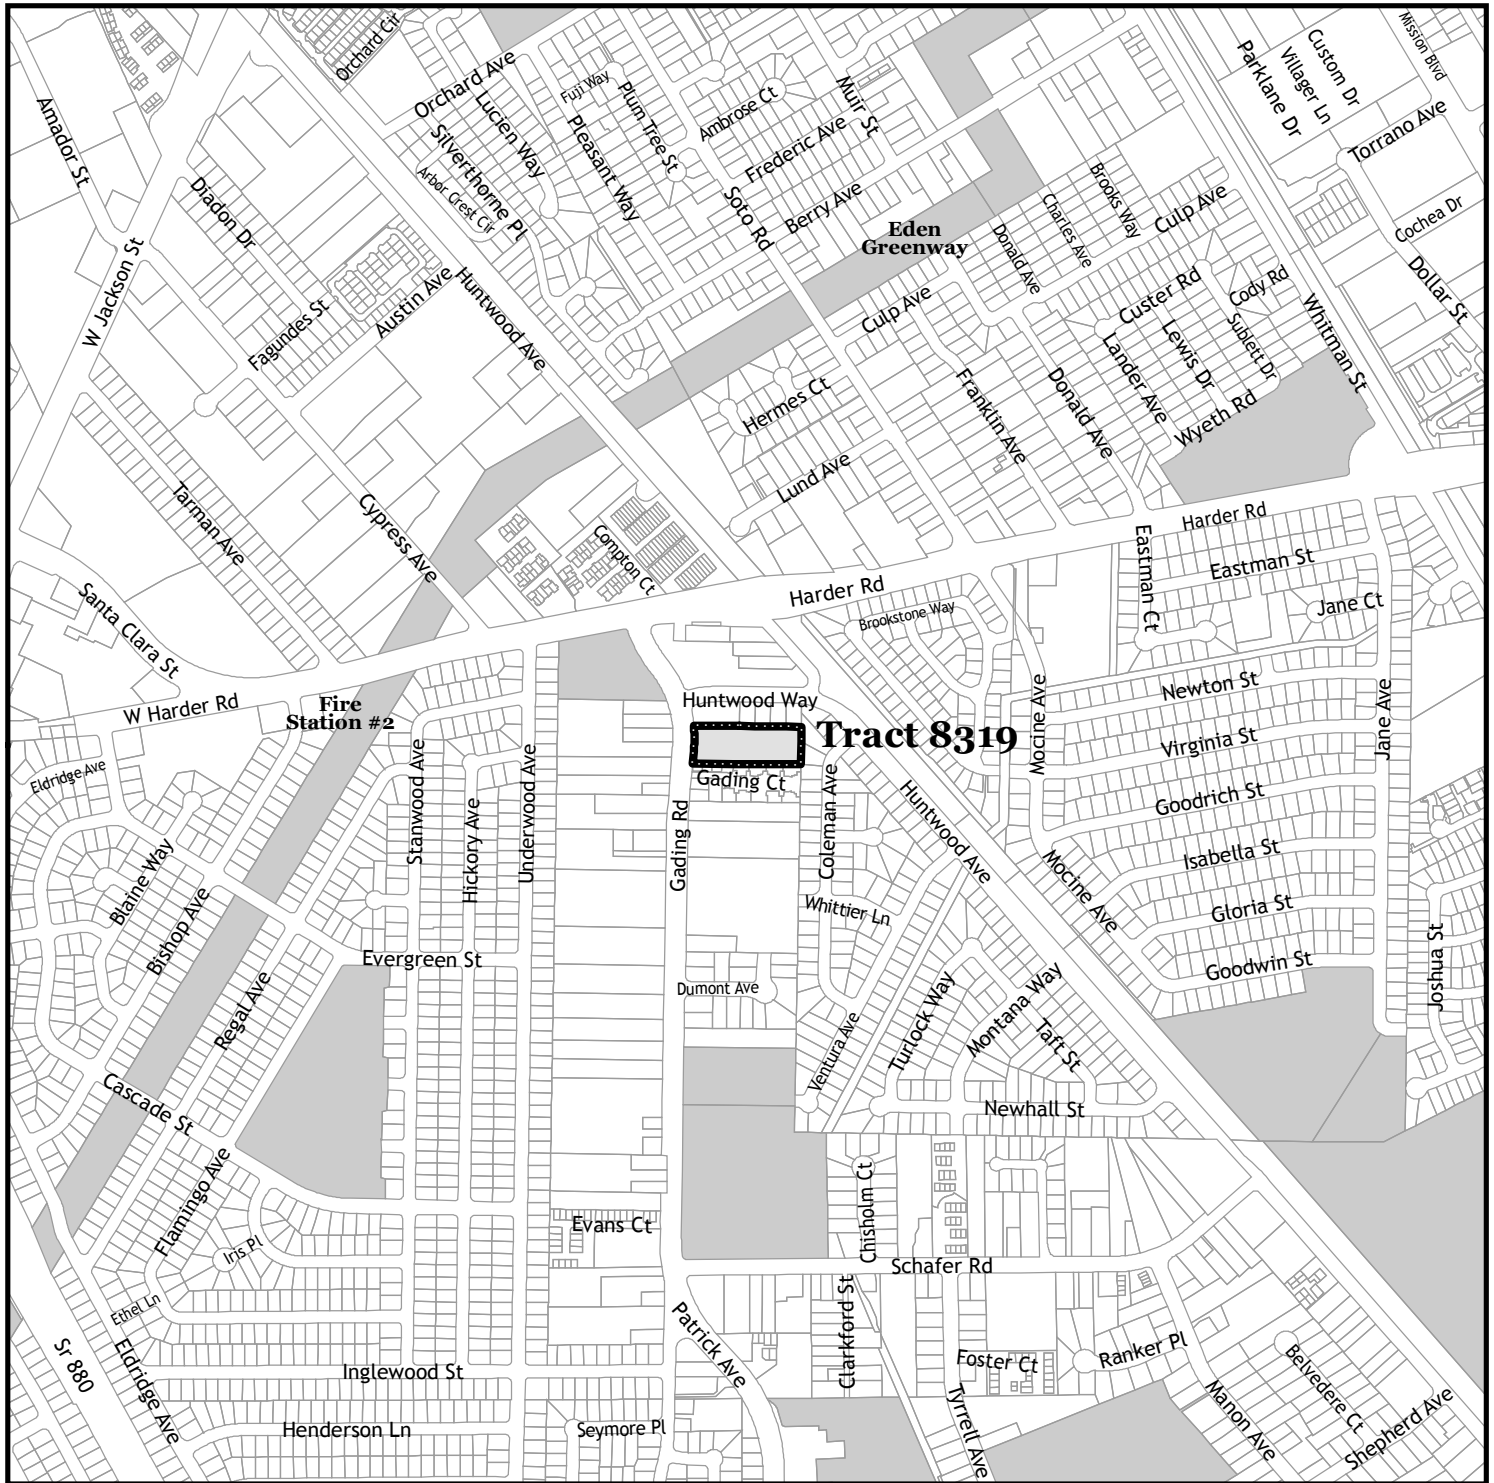 Orchard Cir
Mission Blvd
Custom Dr
Villager Ln
Parklane Dr
Orchard Ave
Fuji Way
Plum Tree St
Muir St
Ambrose Ct
Torrano Ave
Amador St
Lucien Way
Silverthorne Pl
Pleasant Way
Frederic Ave
Arbor Crest Cir
Diadon Dr
Soto Rd
Berry Ave
Brooks Way
Charles Ave
Culp Ave
Cochea Dr
Eden
Greenway
Donald Ave
W Jackson St
Huntwood Ave
Austin Ave
Fagundes St
Culp Ave
Custer Rd
Cody Rd
Dollar St
Whitman St
Sublett Dr
Lewis Dr
Lander Ave
Hermes Ct
Franklin Ave
Donald Ave
Wyeth Rd
Lund Ave
Tarman Ave
Cypress Ave
Compton Ct
Harder Rd
Eastman Ct
Eastman St
Harder Rd
Jane Ct
Brookstone Way
Santa Clara St
W Harder Rd
Fire
Station #2
Huntwood Way
Newton St
Mocine Ave
Jane Ave
Tract 8319
Virginia St
Eldridge Ave
Gading Ct
Stanwood Ave
Hickory Ave
Underwood Ave
Gading Rd
Coleman Ave
Huntwood Ave
Goodrich St
Isabella St
Mocine Ave
Blaine Way
Bishop Ave
Whittier Ln
Gloria St
Evergreen St
Goodwin St
Joshua St
Regal Ave
Dumont Ave
Ventura Ave
Turlock Way
Montana Way
Taft St
Cascade St
Newhall St
Flamingo Ave
Iris Pl
Evans Ct
Chisholm Ct
Schafer Rd
Ethel Ln
Sr 880
Eldridge Ave
Inglewood St
Patrick Ave
Clarkford St
Foster Ct
Ranker Pl
Belvedere Ct
Henderson Ln
Seymore Pl
Tyrrell Ave
Manon Ave
Shepherd Ave